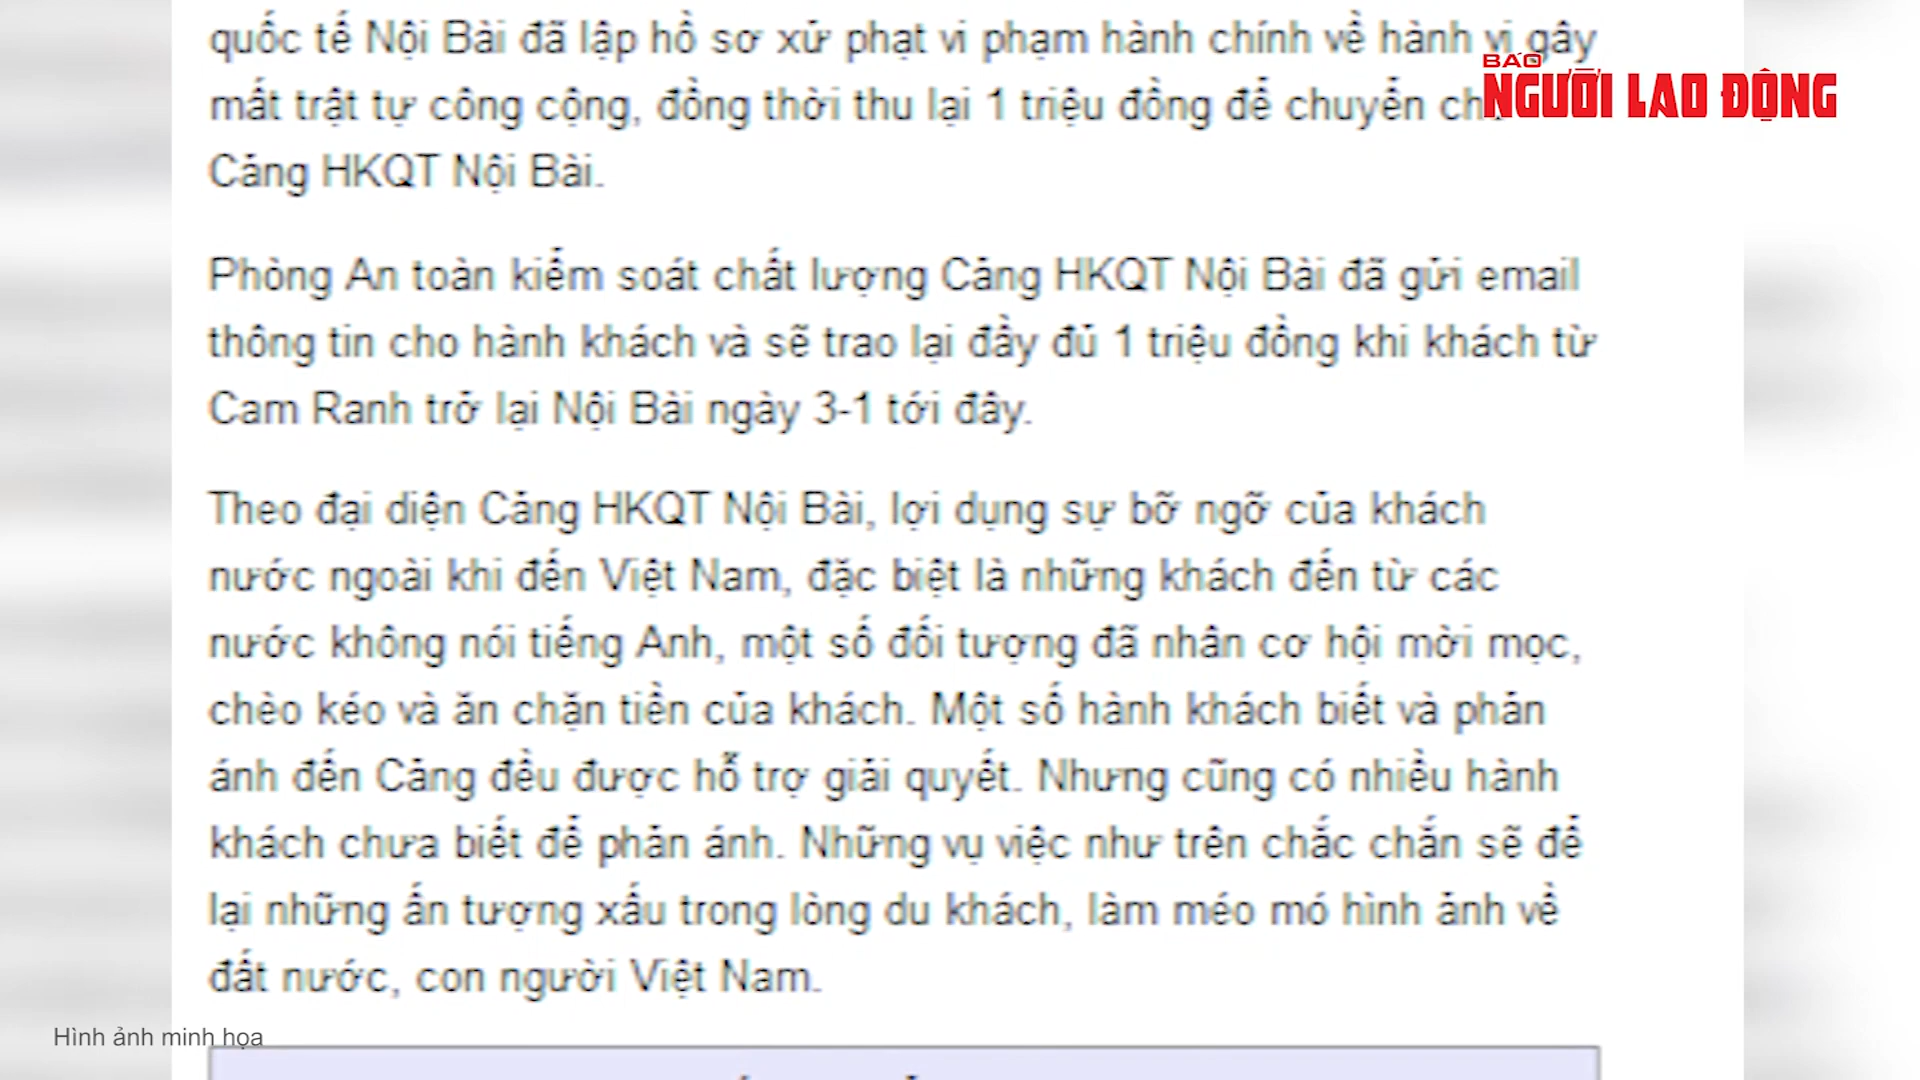 quốc tế Nội Bài đã lập hồ sơ xử phạt vi phạm hành chính về hành vi gây
BÁO
NGƯỜI LAO ĐỘNG
mất trật tự công cộng, đồng thời thu lại 1 triệu đồng để chuyển cho
Cảng HKQT Nội Bài.
Phòng An toàn kiểm soát chất lượng Cảng HKQT Nội Bài đã gửi email
thông tin cho hành khách và sẽ trao lại đầy đủ 1 triệu đồng khi khách từ
Cam Ranh trở lại Nội Bài ngày 3-1 tới đây.
Theo đại diện Cảng HKQT Nội Bài, lợi dụng sự bỡ ngỡ của khách
nước ngoài khi đến Việt Nam, đặc biệt là những khách đến từ các
nước không nói tiếng Anh, một số đối tượng đã nhân cơ hội mời mọc,
chèo kéo và ăn chặn tiền của khách. Một số hành khách biết và phản
ánh đến Cảng đều được hỗ trợ giải quyết. Nhưng cũng có nhiều hành
khách chưa biết để phản ánh. Những vụ việc như trên chắc chắn sẽ để
lại những ấn tượng xấu trong lòng du khách, làm méo mó hình ảnh về
đất nước, con người Việt Nam.
Hình ảnh minh họa